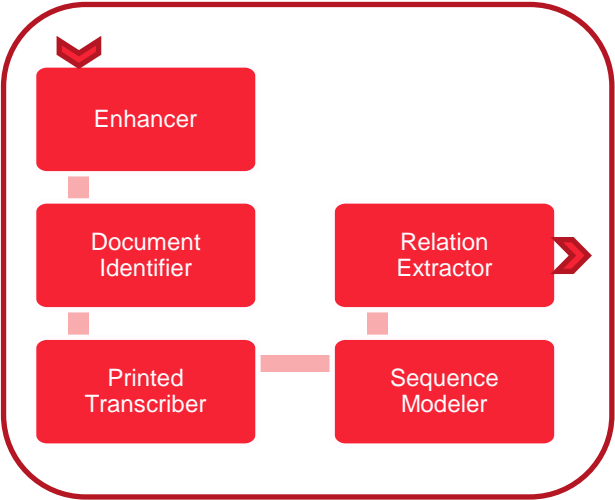 Enhancer
Document
Identifier
Printed
Transcriber
Sequence
Modeler
Relation
Extractor